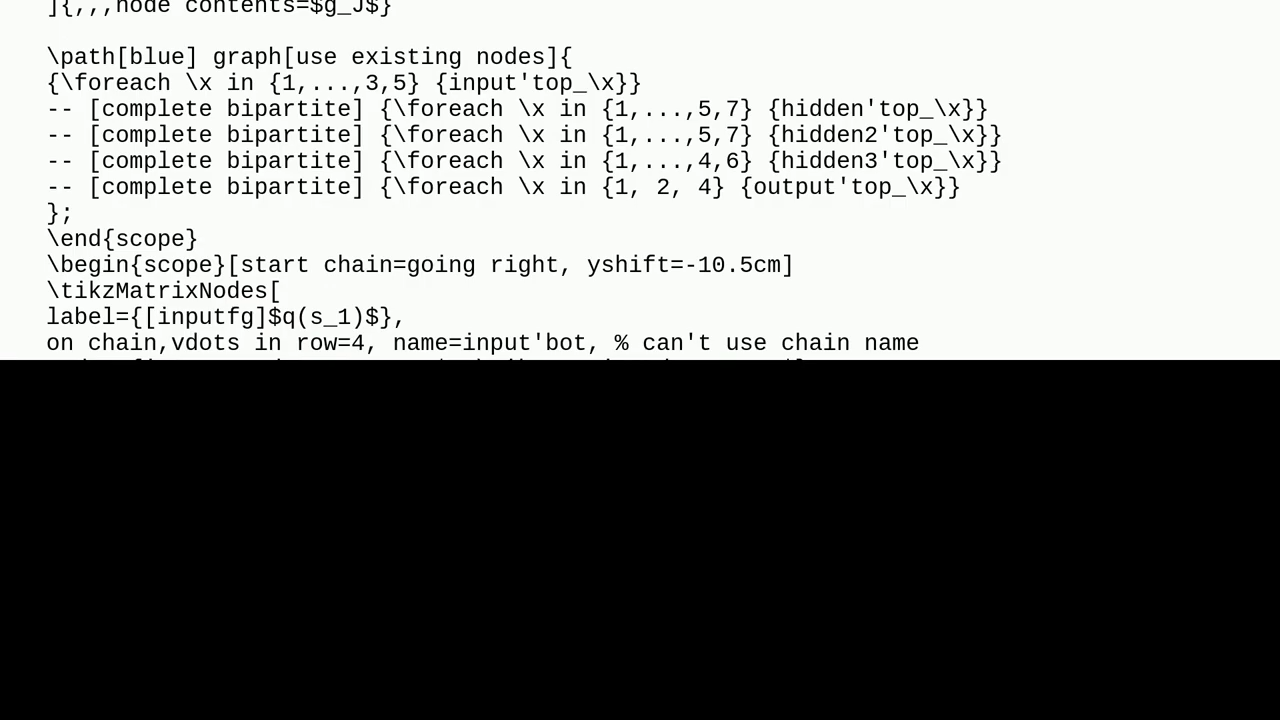 ]{,,,node contents=$g_J$}
\path[blue] graph[use existing nodes]{
{\foreach \x in {1,...,3,5} {input'top_\x}}
-- [complete bipartite] {\foreach \x in {1,...,5,7} {hidden'top_\x}}
-- [complete bipartite] {\foreach \x in {1,...,5,7} {hidden2'top_\x}}
-- [complete bipartite] {\foreach \x in {1,...,4,6} {hidden3'top_\x}}
-- [complete bipartite] {\foreach \x in {1, 2, 4} {output'top_\x}}
};
\end{scope}
\begin{scope}[start chain=going right, yshift=-10.5cm]
\tikzMatrixNodes[
label={[inputfg]$q(s_1)$},
on chain,vdots in row=4, name=input'bot, % can't use chain name